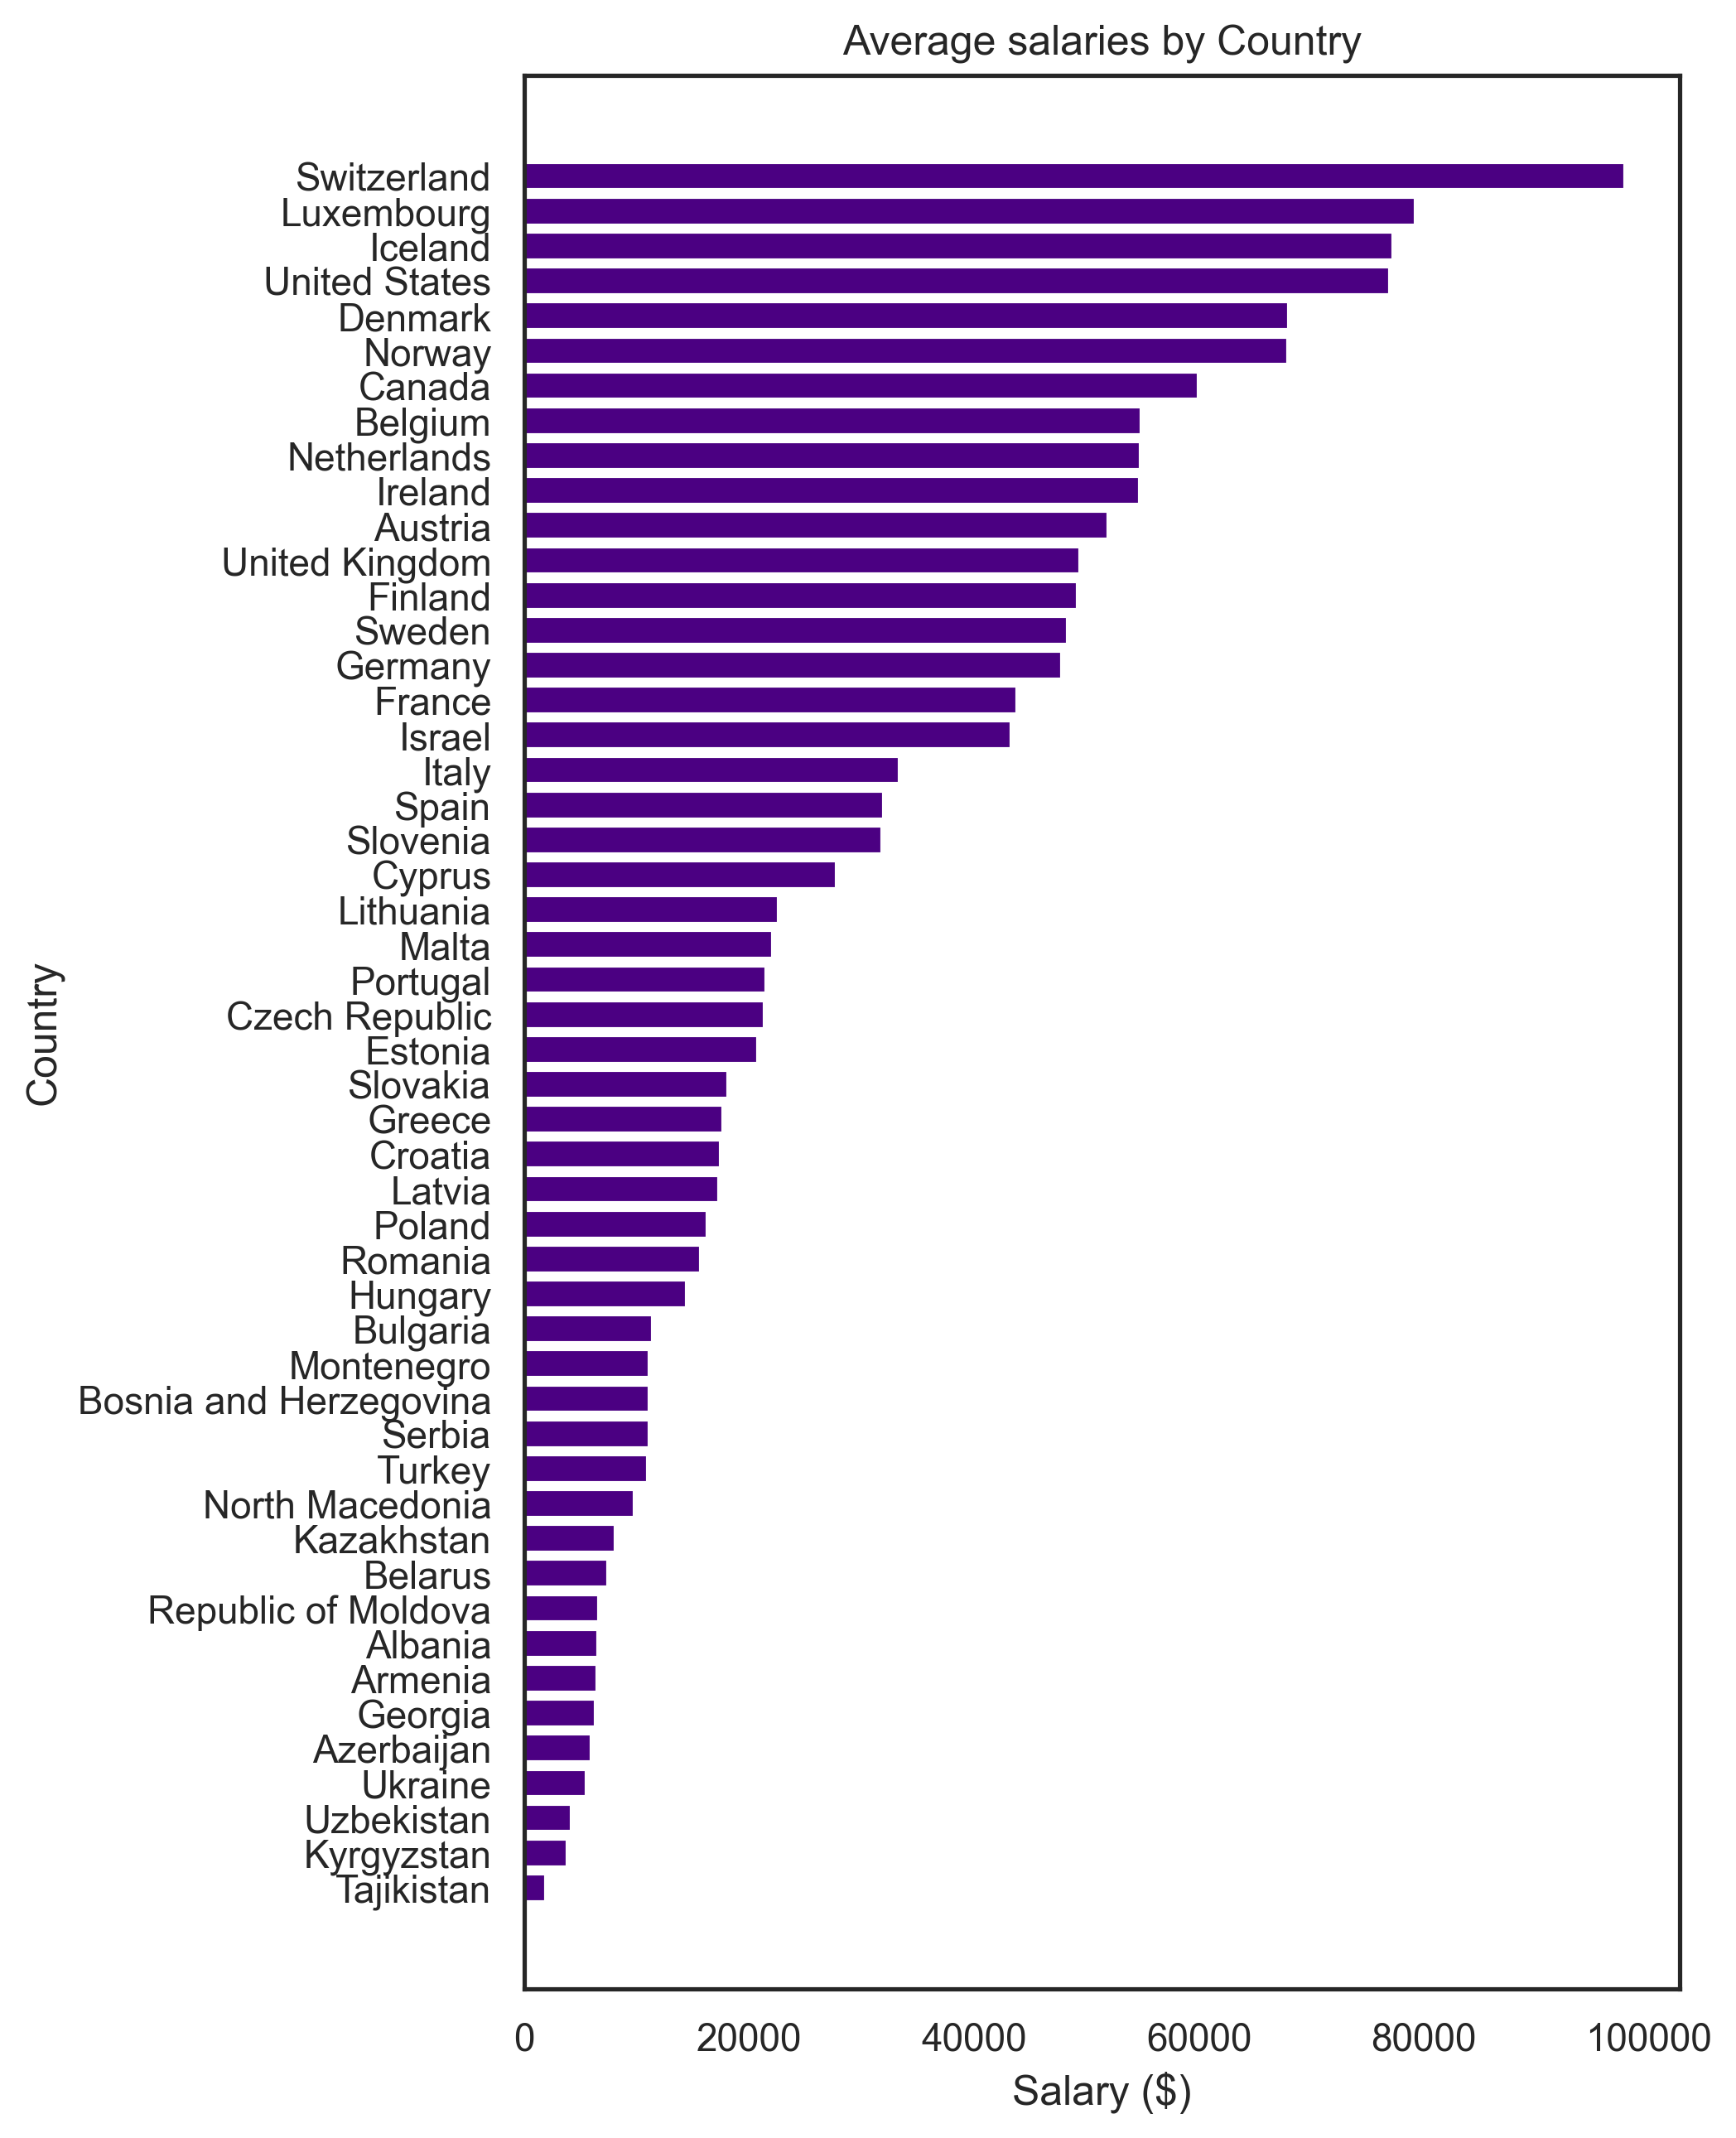 Average salaries by Country
Switzerland
Luxembourg
Iceland
United States
Denmark
Norway
Canada
Belgium
Netherlands
Ireland
Austria
United Kingdom
Finland
Sweden
Germany
France
Israel
Italy
Spain
Slovenia
Cyprus
Lithuania
Malta
Portugal
Czech Republic
Estonia
Slovakia
Greece
Croatia
Latvia
Poland
Romania
Hungary
Bulgaria
Montenegro
Bosnia and Herzegovina
Serbia
Turkey
North Macedonia
Kazakhstan
Belarus
Republic of Moldova
Albania
Armenia
Georgia
Azerbaijan
Ukraine
Uzbekistan
Kyrgyzstan
Tajikistan
Country
0 20000 40000 60000 80000 100000
Salary ($)